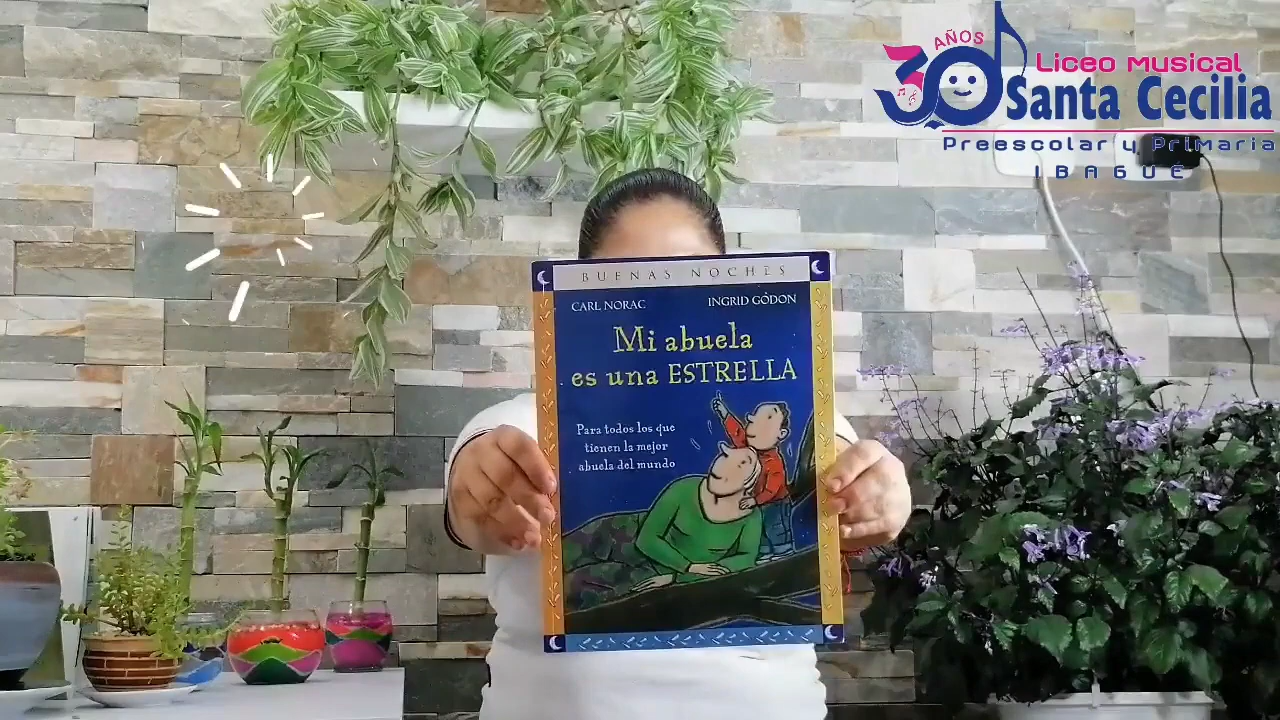 30 AÑOS
Liceo Musical
Santa Cecilia
Preescolar y Primaria
IBAGUÉ
BUENAS NOCHES
CARL NORAC INGRID GODON
Mi abuela
es una ESTRELLA
Para todos los que
tienen la mejor
abuela del mundo